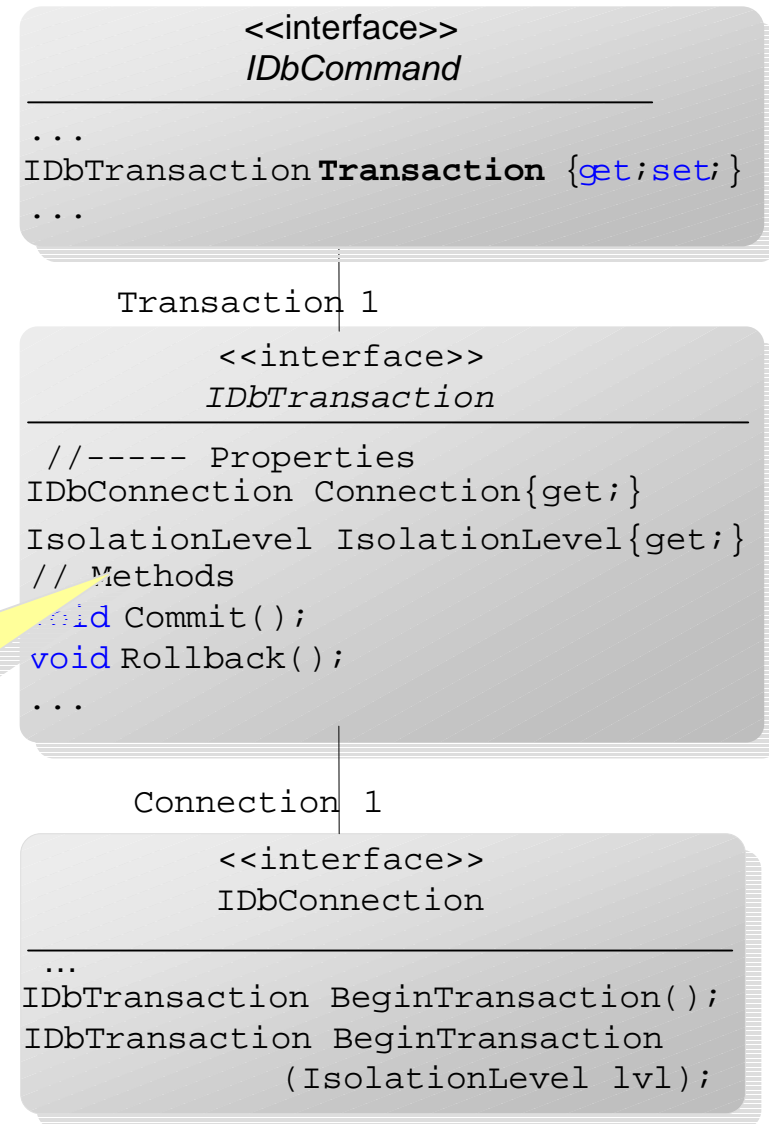 <<interface>>
IDbCommand
...
IDbTransaction Transaction {get;set;}
...
Transaction 1
<<interface>>
IDbTransaction
//----- Properties
IDbConnection Connection{get;}
IsolationLevel IsolationLevel{get;}
// Methods
void Commit();
void Rollback();
...
Connection 1
<<interface>>
IDbConnection
...
IDbTransaction BeginTransaction();
IDbTransaction BeginTransaction
(IsolationLevel lvl);